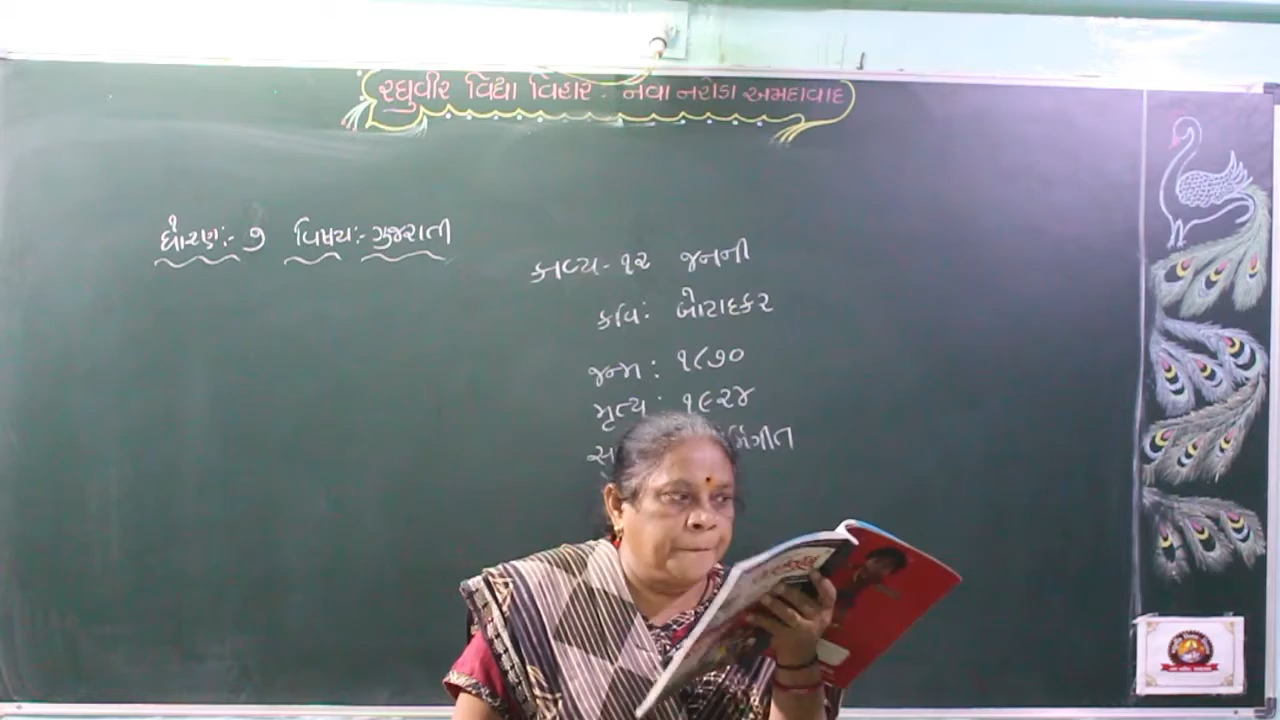 રઘુવીર વિદ્યા વિહાર : નવા નરોડા અમદાવાદ
ધોરણ:- ૭ વિષય:- ગુજરાતી
કાવ્ય- ૧૨ જનની
કવિ: બોટાદકર
જન્મ : ૧૮૭૦
મૃત્ય : ૧૯૨૪